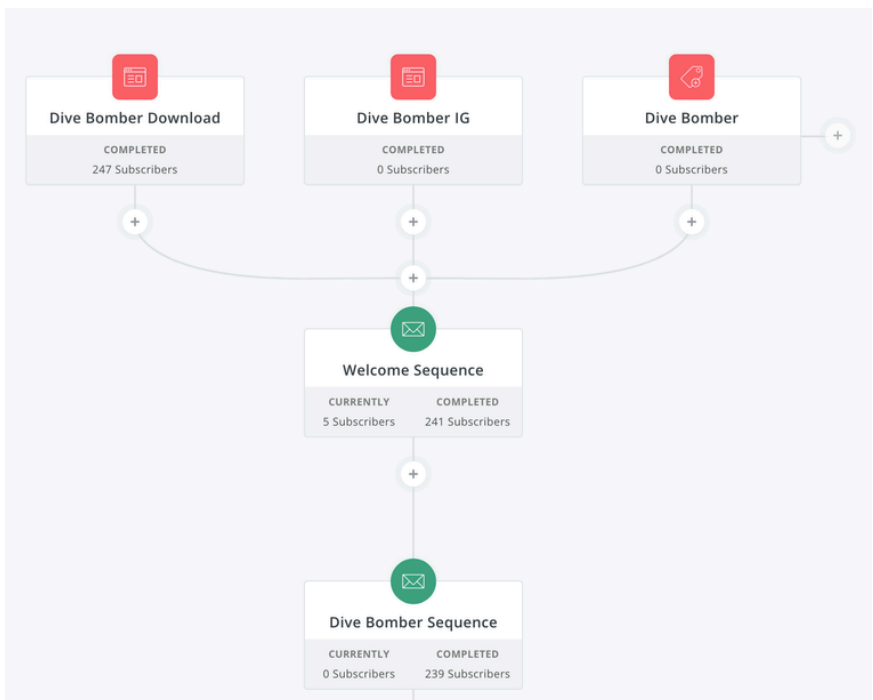 Dive Bomber Download
COMPLETED
247 Subscribers
Dive Bomber IG
COMPLETED
0 Subscribers
Dive Bomber
COMPLETED
0 Subscribers
Welcome Sequence
CURRENTLY COMPLETED
5 Subscribers 241 Subscribers
Dive Bomber Sequence
CURRENTLY COMPLETED
0 Subscribers 239 Subscribers